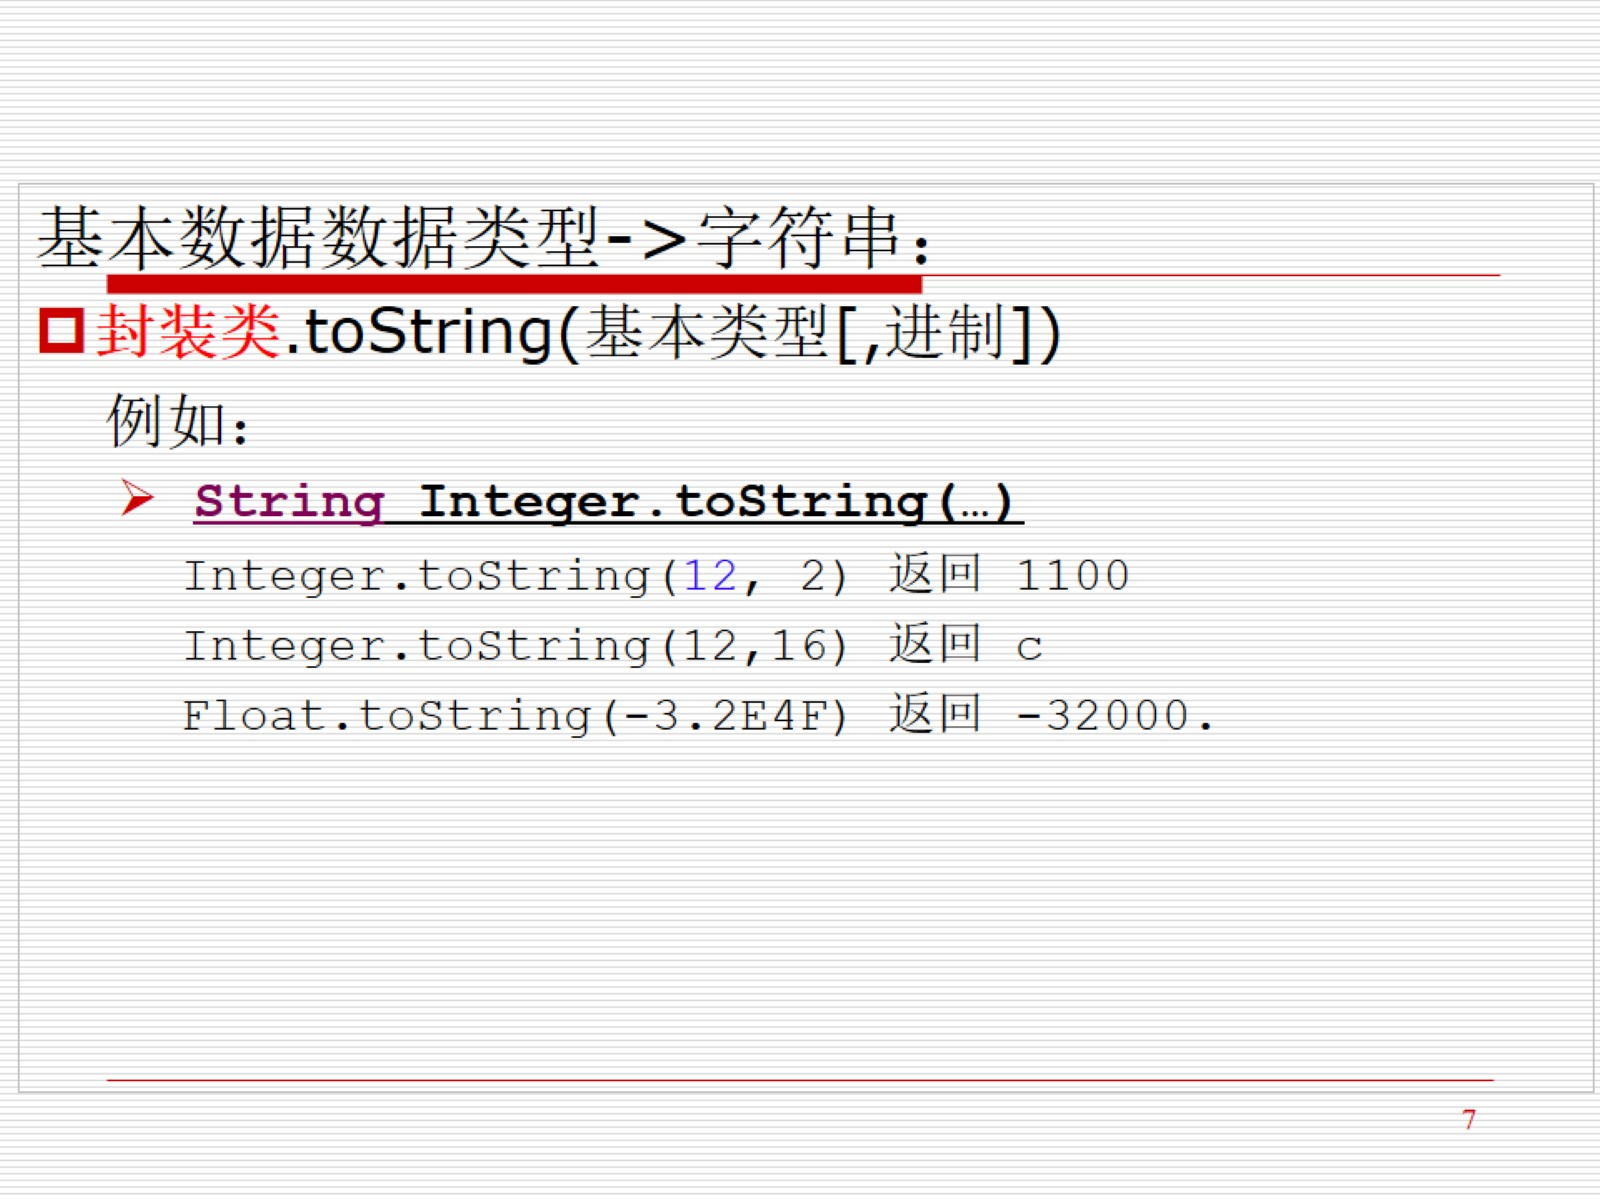 基本数据数据类型->字符串：
封装类.toString(基本类型[,进制])
例如：
String Integer.toString(…)
Integer.toString(12, 2) 返回 1100
Integer.toString(12,16) 返回 c
Float.toString(-3.2E4F) 返回 -32000.
7